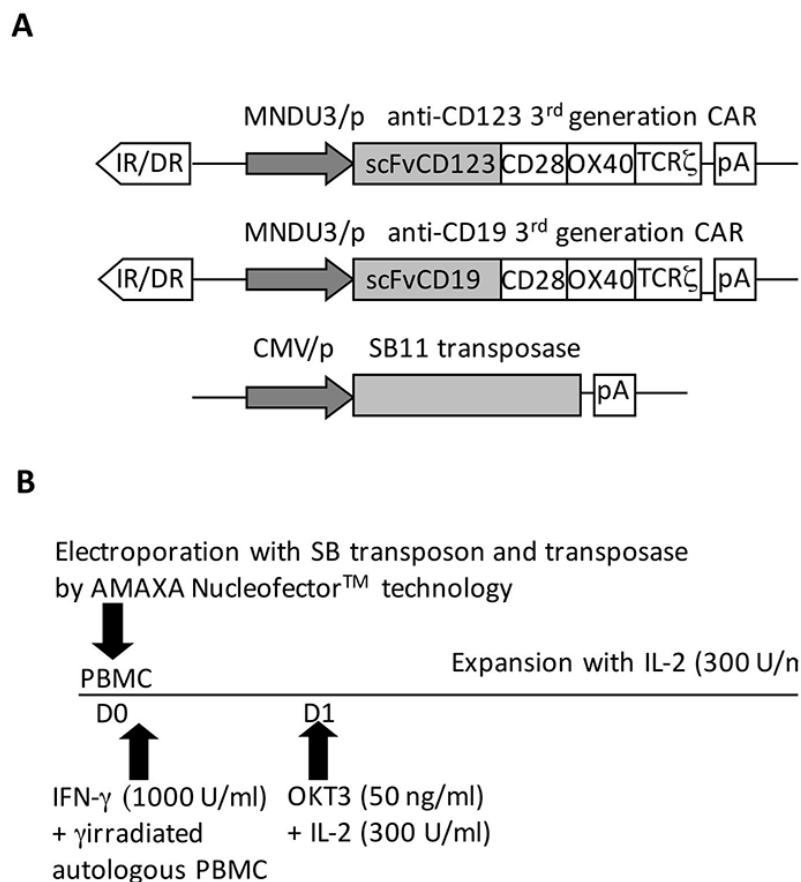 A
MNDU3/p anti-CD123 3rd generation CAR
IR/DR scFvCD123 CD28 OX40 TCRζ pA
MNDU3/p anti-CD19 3rd generation CAR
IR/DR scFvCD19 CD28 OX40 TCRζ pA
CMV/p SB11 transposase
pA
B
Electroporation with SB transposon and transposase
by AMAXA Nucleofector™ technology
Expansion with IL-2 (300 U/m
PBMC
D0 D1
IFN-γ (1000 U/ml)
+ γirradiated
autologous PBMC
OKT3 (50 ng/ml)
+ IL-2 (300 U/ml)